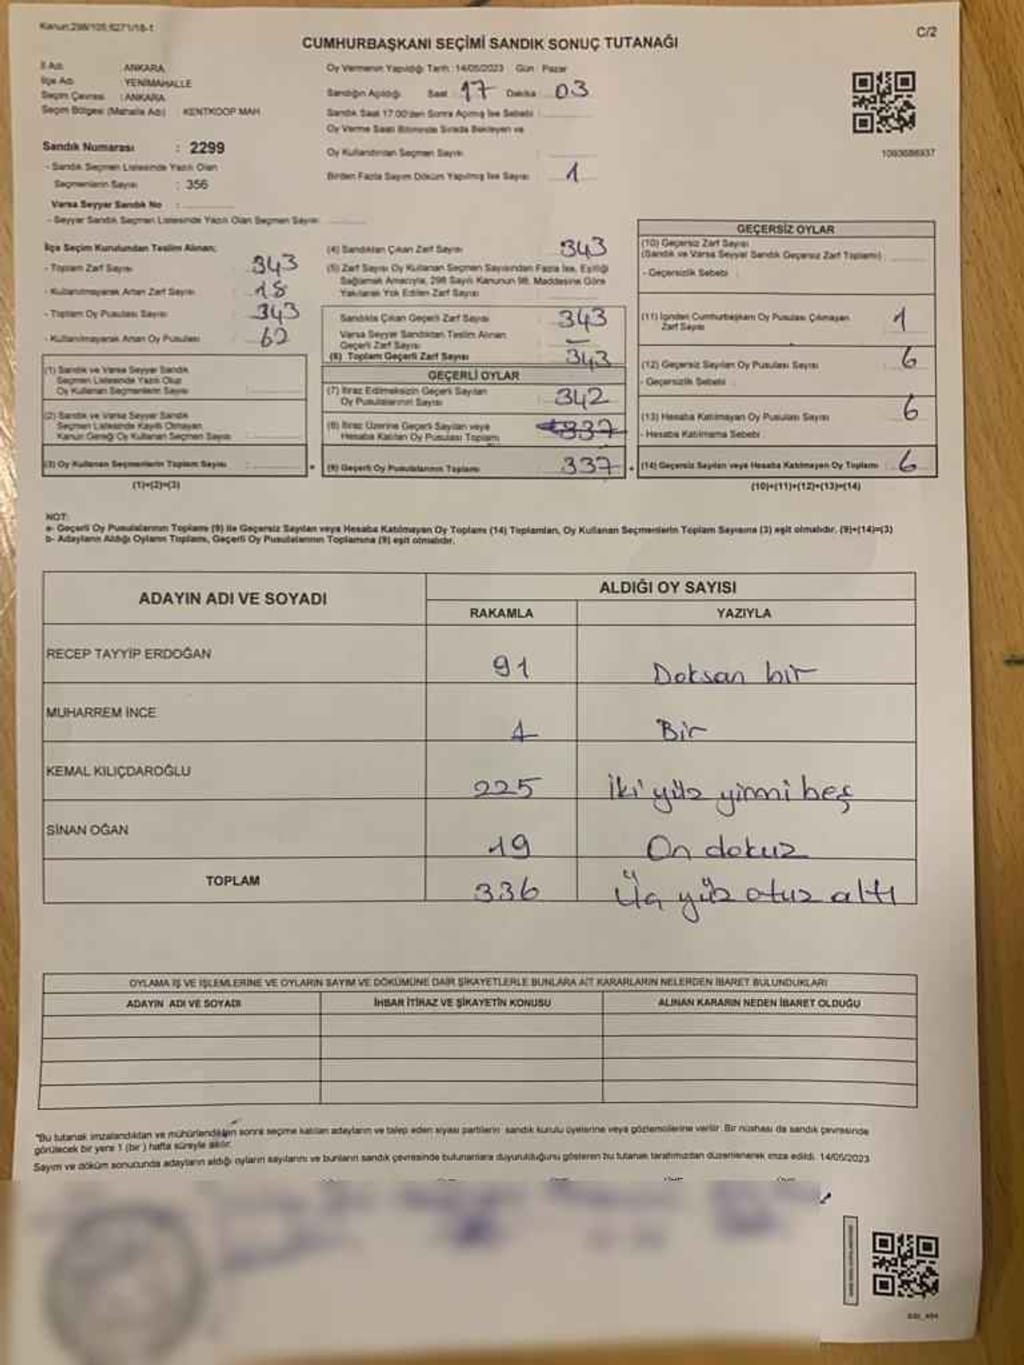 Kanun:298/105,6271/18-1
C/2
CUMHURBAŞKANI SEÇİMİ SANDIK SONUÇ TUTANAĞI
İl Adı : ANKARA
İlçe Adı : YENİMAHALLE
Seçim Çevresi : ANKARA
Seçim Bölgesi (Mahalle Adı) : KENTKOOP MAH
Sandık Numarası : 2299
- Sandık Seçmen Listesinde Yazılı Olan
Seçmenlerin Sayısı : 356
Varsa Seyyar Sandık No :
- Seyyar Sandık Seçmen Listesinde Yazılı Olan Seçmen Sayısı :
Oy Vermenin Yapıldığı Tarih :14/05/2023 Gün : Pazar
Sandığın Açıldığı Saat : 17 Dakika : 03
Sandık Saat 17:00'den Sonra Açılmış İse Sebebi :
Oy Verme Saati Bitiminde Sırada Bekleyen ve
Oy Kullandırılan Seçmen Sayısı :
Birden Fazla Sayım Döküm Yapılmış İse Sayısı : 1
1093686937
İlçe Seçim Kurulundan Teslim Alınan;
- Toplam Zarf Sayısı : 343
- Kullanılmayarak Artan Zarf Sayısı : 18
- Toplam Oy Pusulası Sayısı : 343
- Kullanılmayarak Artan Oy Pusulası : 62
(1) Sandık ve Varsa Seyyar Sandık
Seçmen Listesinde Yazılı Olup
Oy Kullanan Seçmenlerin Sayısı :
(2) Sandık ve Varsa Seyyar Sandık
Seçmen Listesinde Kayıtlı Olmayan
Kanun Gereği Oy Kullanan Seçmen Sayısı :
(3) Oy Kullanan Seçmenlerin Toplam Sayısı :
(1)+(2)=(3)
(4) Sandıktan Çıkan Zarf Sayısı : 343
(5) Zarf Sayısı Oy Kullanan Seçmen Sayısından Fazla İse, Eşitliği
Sağlamak Amacıyla, 298 Sayılı Kanunun 98. Maddesine Göre
Yakılarak Yok Edilen Zarf Sayısı :
Sandıkta Çıkan Geçerli Zarf Sayısı : 343
Varsa Seyyar Sandıktan Teslim Alınan
Geçerli Zarf Sayısı : -
(6) Toplam Geçerli Zarf Sayısı : 343
GEÇERLİ OYLAR
(7) İtiraz Edilmeksizin Geçerli Sayılan
Oy Pusulalarının Sayısı : 342
(8) İtiraz Üzerine Geçerli Sayılan veya
Hesaba Katılan Oy Pusulası Toplamı : 337
(9) Geçerli Oy Pusulalarının Toplamı : 337
GEÇERSİZ OYLAR
(10) Geçersiz Zarf Sayısı
(Sandık ve Varsa Seyyar Sandık Geçersiz Zarf Toplamı) :
- Geçersizlik Sebebi :
(11) İçinden Cumhurbaşkanı Oy Pusulası Çıkmayan
Zarf Sayısı : 1
(12) Geçersiz Sayılan Oy Pusulası Sayısı : 6
- Geçersizlik Sebebi :
(13) Hesaba Katılmayan Oy Pusulası Sayısı : 6
- Hesaba Katılmama Sebebi :
(14) Geçersiz Sayılan veya Hesaba Katılmayan Oy Toplamı : 6
(10)+(11)+(12)+(13)=(14)
NOT:
a- Geçerli Oy Pusulalarının Toplamı (9) ile Geçersiz Sayılan veya Hesaba Katılmayan Oy Toplamı (14) Toplamları, Oy Kullanan Seçmenlerin Toplam Sayısına (3) eşit olmalıdır. (9)+(14)=(3)
b- Adayların Aldığı Oyların Toplamı, Geçerli Oy Pusulalarının Toplamına (9) eşit olmalıdır.
ADAYIN ADI VE SOYADI
ALDIĞI OY SAYISI
RAKAMLA YAZIYLA
RECEP TAYYİP ERDOĞAN 91 Doksan bir
MUHARREM İNCE 1 Bir
KEMAL KILIÇDAROĞLU 225 İki yüz yirmi beş
SİNAN OĞAN 19 On dokuz
TOPLAM 336 Üç yüz otuz altı
OYLAMA İŞ VE İŞLEMLERİNE VE OYLARIN SAYIM VE DÖKÜMÜNE DAİR ŞİKAYETLERLE BUNLARA AİT KARARLARIN NELERDEN İBARET BULUNDUKLARI
ADAYIN ADI VE SOYADI İHBAR İTİRAZ VE ŞİKAYETİN KONUSU ALINAN KARARIN NEDEN İBARET OLDUĞU
"Bu tutanak imzalandıktan ve mühürlendikten sonra seçime katılan adayların ve talep eden siyasi partilerin sandık kurulu üyelerine veya gözlemcilerine verilir. Bir nüshası da sandık çevresinde
görülecek bir yere 1 (bir) hafta süreyle asılır.
Sayım ve döküm sonucunda adayların aldığı oyların sayılarını ve bunların sandık çevresinde bulunanlara duyurulduğunu gösteren bu tutanak tarafımızdan düzenlenerek imza edildi. 14/05/2023